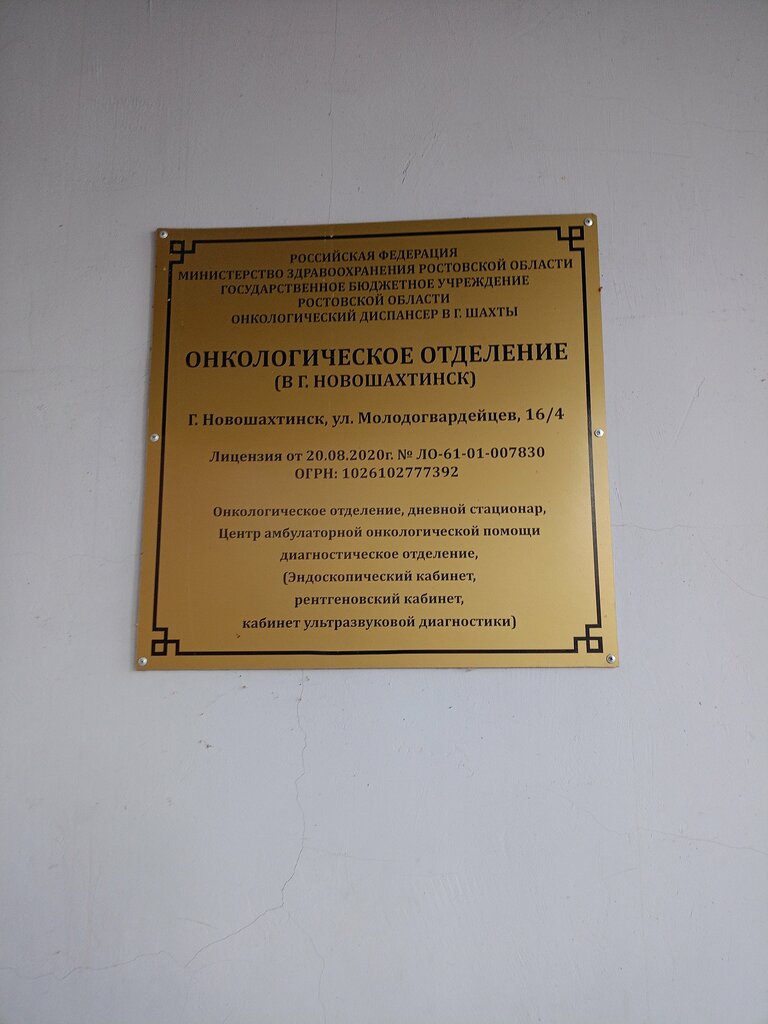 РОССИЙСКАЯ ФЕДЕРАЦИЯ
МИНИСТЕРСТВО ЗДРАВООХРАНЕНИЯ РОСТОВСКОЙ ОБЛАСТИ
ГОСУДАРСТВЕННОЕ БЮДЖЕТНОЕ УЧРЕЖДЕНИЕ
РОСТОВСКОЙ ОБЛАСТИ
ОНКОЛОГИЧЕСКИЙ ДИСПАНСЕР В Г. ШАХТЫ
ОНКОЛОГИЧЕСКОЕ ОТДЕЛЕНИЕ
(В Г. НОВОШАХТИНСК)
Г. Новошахтинск, ул. Молодогвардейцев, 16/4
Лицензия от 20.08.2020г. № ЛО-61-01-007830
ОГРН: 1026102777392
Онкологическое отделение, дневной стационар,
Центр амбулаторной онкологической помощи
диагностическое отделение,
(Эндоскопический кабинет,
рентгеновский кабинет,
кабинет ультразвуковой диагностики)